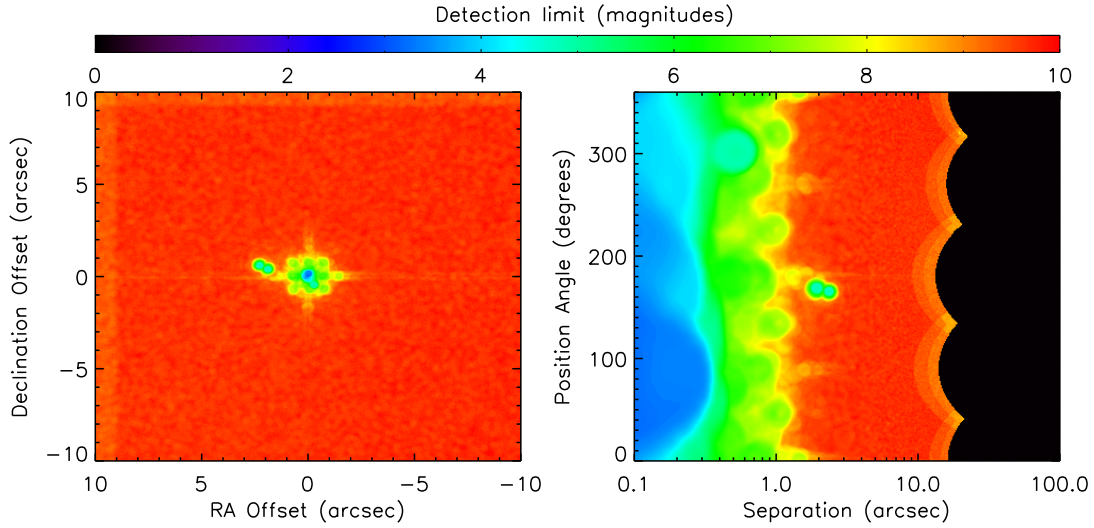 Detection limit (magnitudes)
0 2 4 6 8 10
Declination Offset (arcsec)
10
5
0
−5
−10
10 5 0 −5 −10
RA Offset (arcsec)
Position Angle (degrees)
300
200
100
0
0.1 1.0 10.0 100.0
Separation (arcsec)